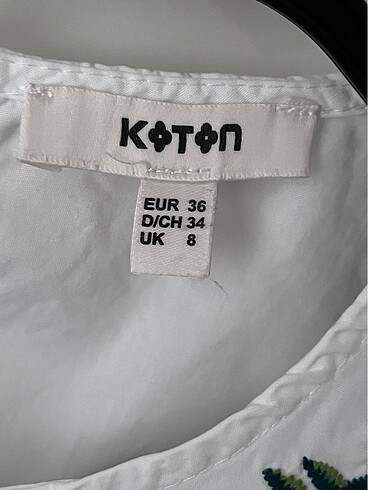 KOTON
EUR 36
D/CH 34
UK 8